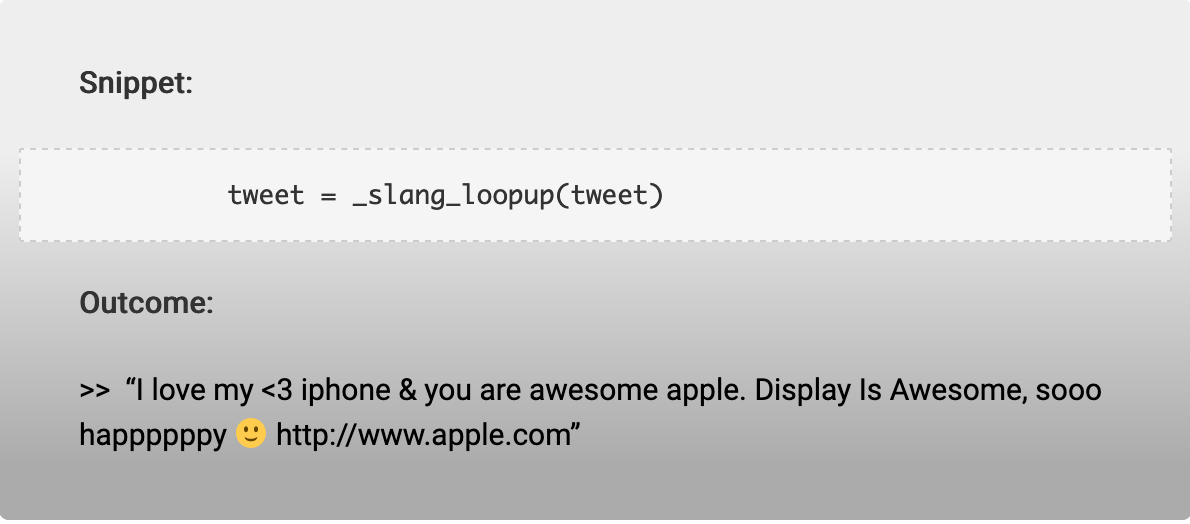 Snippet:
tweet = _slang_loopup(tweet)
Outcome:
>> “I love my <3 iphone & you are awesome apple. Display Is Awesome, sooo
happppppy 🙂 http://www.apple.com”